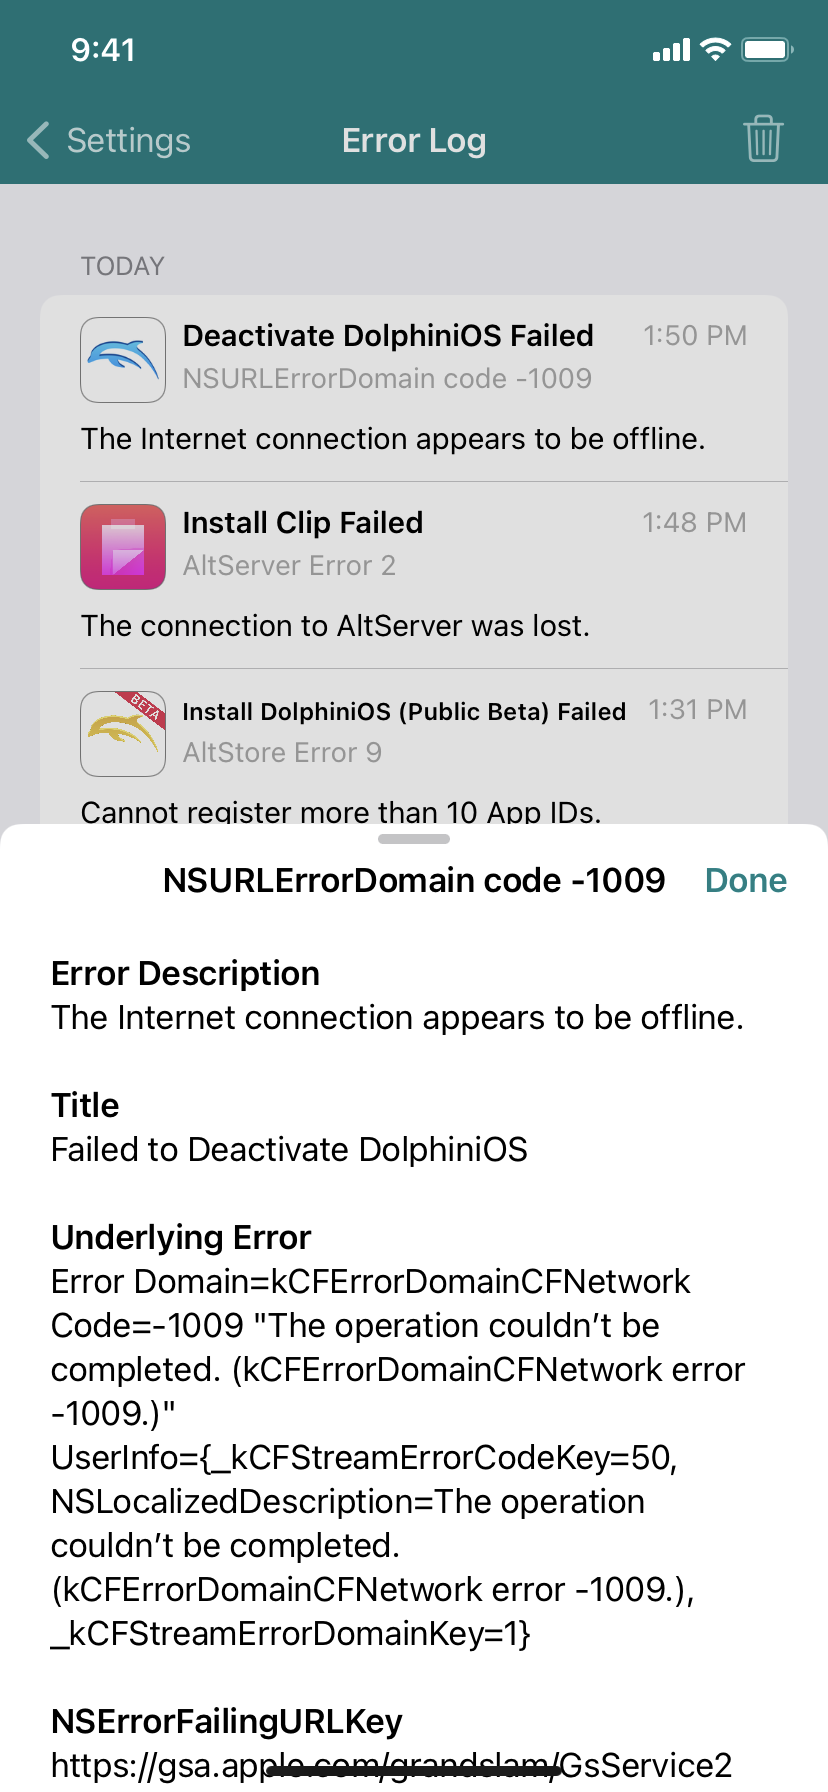 9:41
Settings
Error Log
TODAY
Deactivate DolphiniOS Failed
1:50 PM
NSURLErrorDomain code -1009
The Internet connection appears to be offline.
Install Clip Failed
1:48 PM
AltServer Error 2
The connection to AltServer was lost.
BETA
Install DolphiniOS (Public Beta) Failed
1:31 PM
AltStore Error 9
Cannot register more than 10 App IDs.
NSURLErrorDomain code -1009
Done
Error Description
The Internet connection appears to be offline.
Title
Failed to Deactivate DolphiniOS
Underlying Error
Error Domain=kCFErrorDomainCFNetwork
Code=-1009 "The operation couldn’t be
completed. (kCFErrorDomainCFNetwork error
-1009.)"
UserInfo={_kCFStreamErrorCodeKey=50,
NSLocalizedDescription=The operation
couldn’t be completed.
(kCFErrorDomainCFNetwork error -1009.),
_kCFStreamErrorDomainKey=1}
NSErrorFailingURLKey
https://gsa.apple.com/grandslam/GsService2